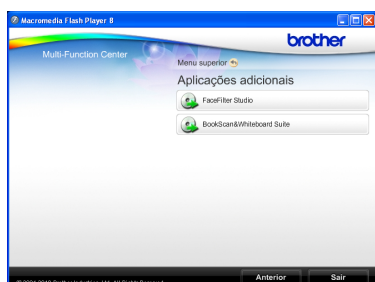 Macromedia Flash Player 8
brother
Multi-Function Center
Menu superior
Aplicações adicionais
FaceFilter Studio
BookScan&Whiteboard Suite
Anterior
Sair